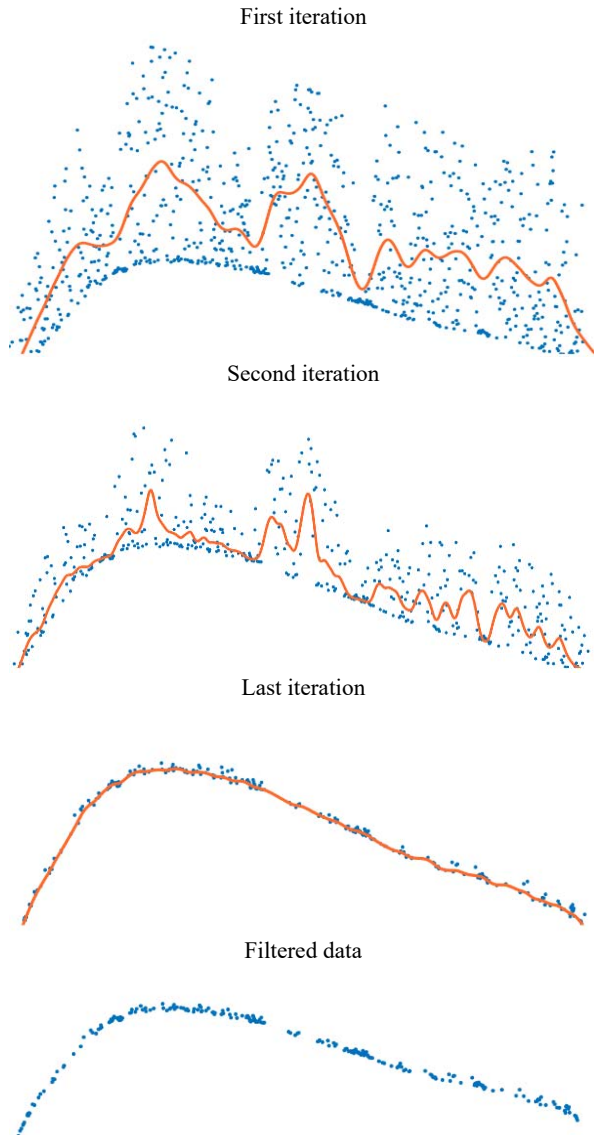 First iteration
Second iteration
Last iteration
Filtered data